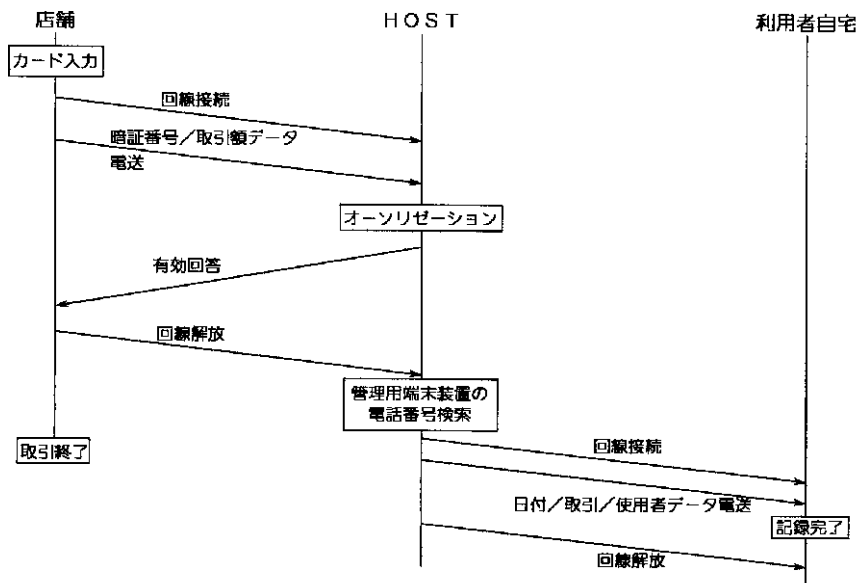 店舗
HOST
利用者自宅
カード入力
回線接続
暗証番号／取引額データ
電送
オーソリゼーション
有効回答
回線解放
管理用端末装置の
電話番号検索
取引終了
回線接続
日付／取引／使用者データ電送
記録完了
回線解放